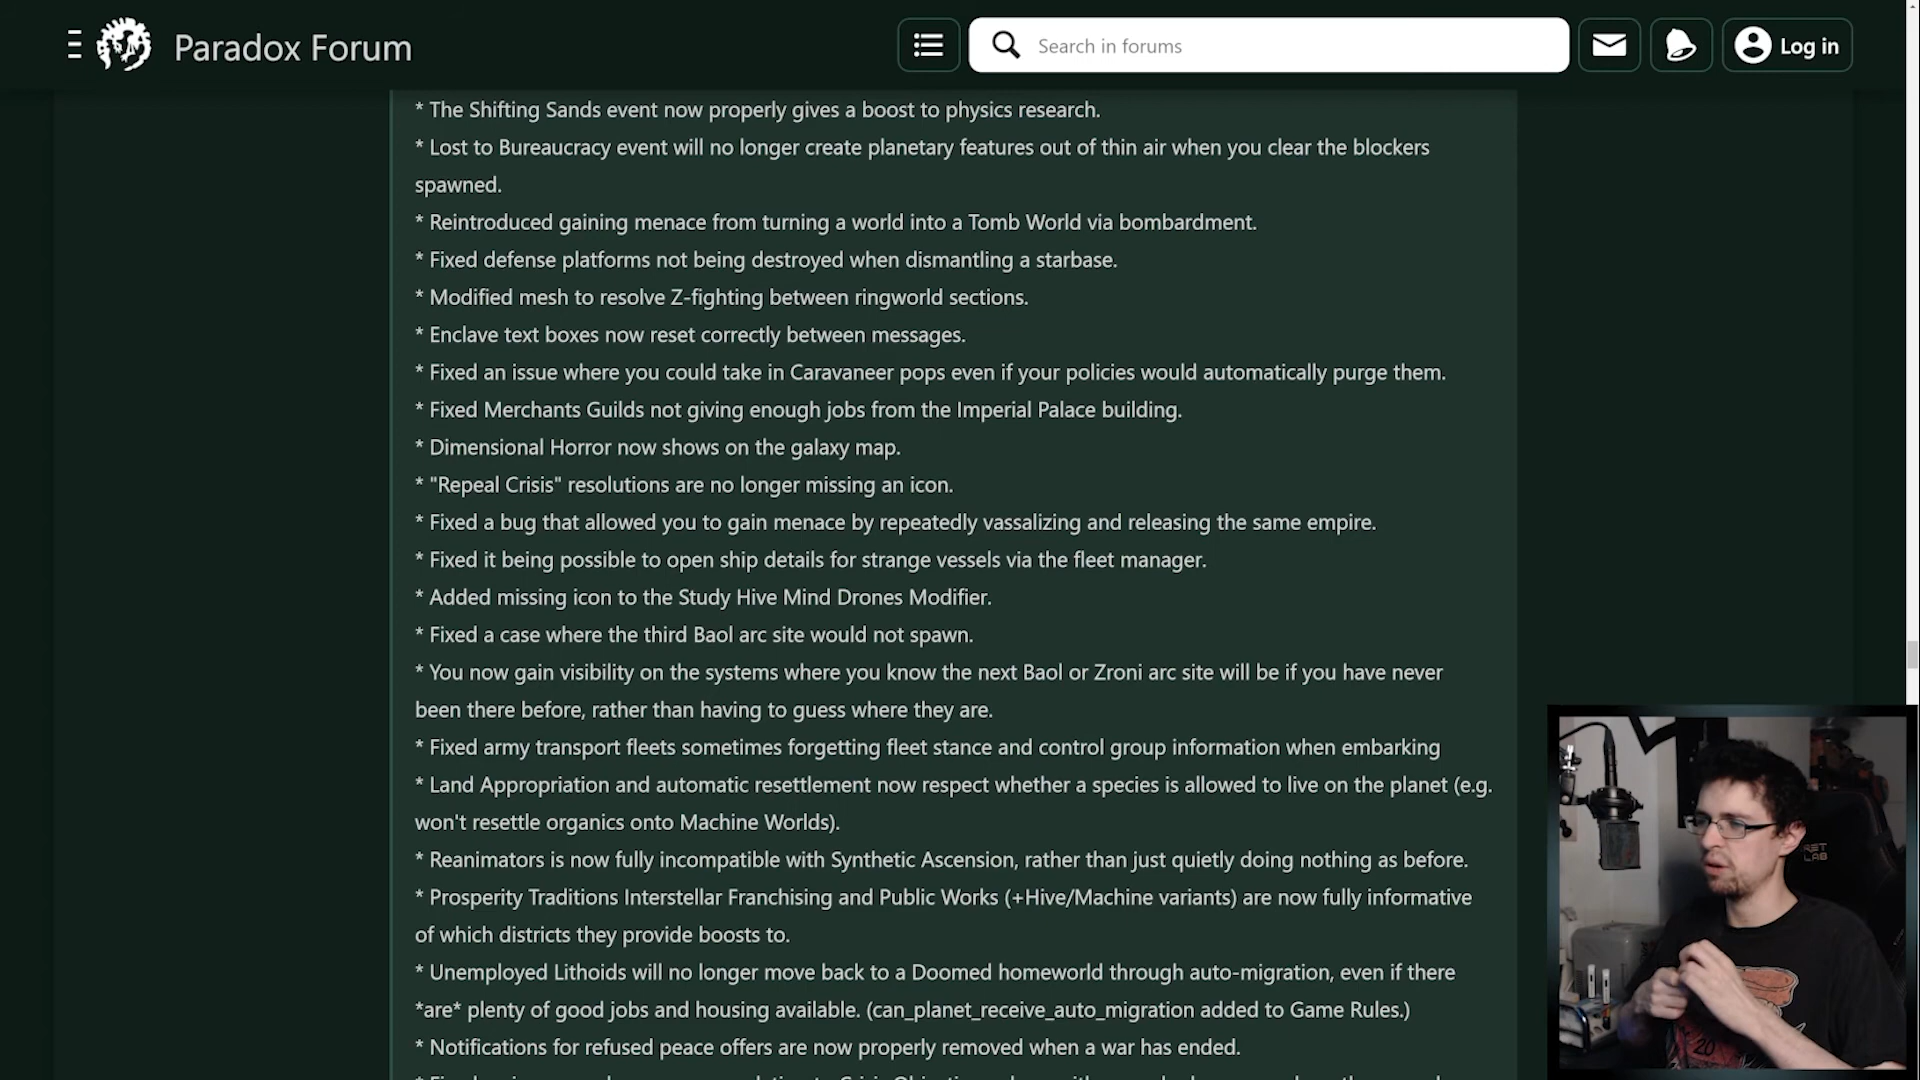 Paradox Forum
Search in forums
Log in
* The Shifting Sands event now properly gives a boost to physics research.
* Lost to Bureaucracy event will no longer create planetary features out of thin air when you clear the blockers
spawned.
* Reintroduced gaining menace from turning a world into a Tomb World via bombardment.
* Fixed defense platforms not being destroyed when dismantling a starbase.
* Modified mesh to resolve Z-fighting between ringworld sections.
* Enclave text boxes now reset correctly between messages.
* Fixed an issue where you could take in Caravaneer pops even if your policies would automatically purge them.
* Fixed Merchants Guilds not giving enough jobs from the Imperial Palace building.
* Dimensional Horror now shows on the galaxy map.
* "Repeal Crisis" resolutions are no longer missing an icon.
* Fixed a bug that allowed you to gain menace by repeatedly vassalizing and releasing the same empire.
* Fixed it being possible to open ship details for strange vessels via the fleet manager.
* Added missing icon to the Study Hive Mind Drones Modifier.
* Fixed a case where the third Baol arc site would not spawn.
* You now gain visibility on the systems where you know the next Baol or Zroni arc site will be if you have never
been there before, rather than having to guess where they are.
* Fixed army transport fleets sometimes forgetting fleet stance and control group information when embarking
* Land Appropriation and automatic resettlement now respect whether a species is allowed to live on the planet (e.g.
won't resettle organics onto Machine Worlds).
* Reanimators is now fully incompatible with Synthetic Ascension, rather than just quietly doing nothing as before.
* Prosperity Traditions Interstellar Franchising and Public Works (+Hive/Machine variants) are now fully informative
of which districts they provide boosts to.
* Unemployed Lithoids will no longer move back to a Doomed homeworld through auto-migration, even if there
*are* plenty of good jobs and housing available. (can_planet_receive_auto_migration added to Game Rules.)
* Notifications for refused peace offers are now properly removed when a war has ended.